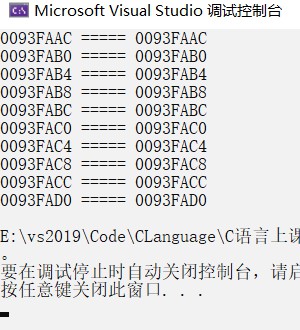 Microsoft Visual Studio 调试控制台
0093FAAC ===== 0093FAAC
0093FAB0 ===== 0093FAB0
0093FAB4 ===== 0093FAB4
0093FAB8 ===== 0093FAB8
0093FABC ===== 0093FABC
0093FAC0 ===== 0093FAC0
0093FAC4 ===== 0093FAC4
0093FAC8 ===== 0093FAC8
0093FACC ===== 0093FACC
0093FAD0 ===== 0093FAD0
E:\vs2019\Code\CLanguage\C语言上课
。
要在调试停止时自动关闭控制台，请启
按任意键关闭此窗口. . .